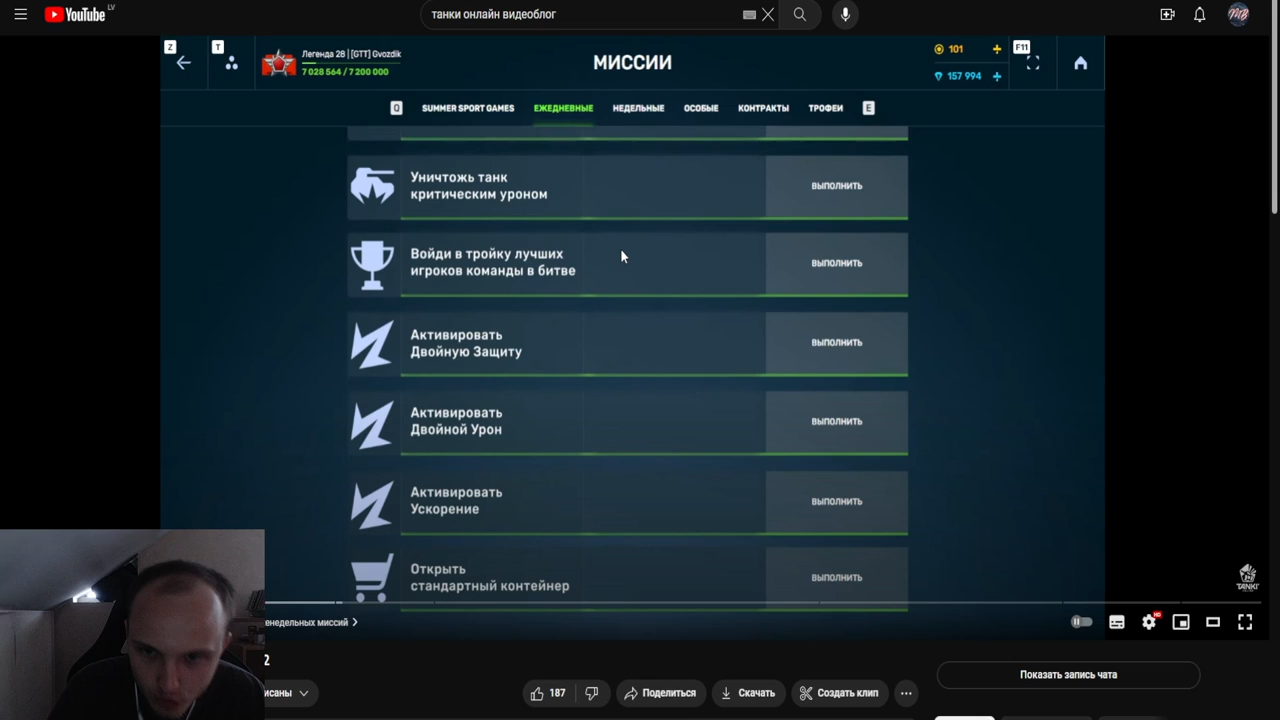 YouTube LV
танки онлайн видеоблог
Z
T
Легенда 28 | [GTT] Gvozdik
7 028 564 / 7 200 000
МИССИИ
101
157 994
F11
Q
SUMMER SPORT GAMES
ЕЖЕДНЕВНЫЕ
НЕДЕЛЬНЫЕ
ОСОБЫЕ
КОНТРАКТЫ
ТРОФЕИ
E
Уничтожь танк
критическим уроном
ВЫПОЛНИТЬ
Войди в тройку лучших
игроков команды в битве
ВЫПОЛНИТЬ
Активировать
Двойную Защиту
ВЫПОЛНИТЬ
Активировать
Двойной Урон
ВЫПОЛНИТЬ
Активировать
Ускорение
ВЫПОЛНИТЬ
Открыть
стандартный контейнер
ВЫПОЛНИТЬ
TANKI
енедельных миссий
HD
2
исаны
187
Поделиться
Скачать
Создать клип
Показать запись чата